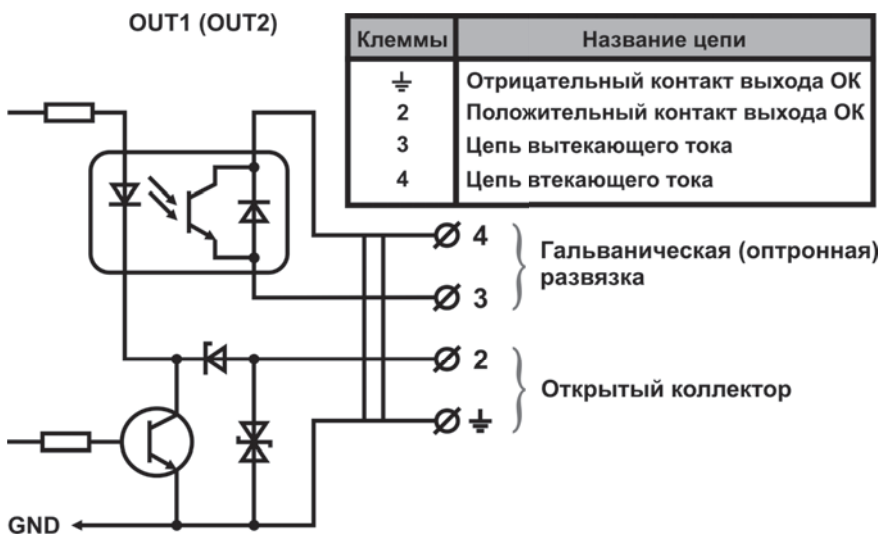 OUT1 (OUT2)
Клеммы Название цепи
⏚ Отрицательный контакт выхода ОК
2 Положительный контакт выхода ОК
3 Цепь вытекающего тока
4 Цепь втекающего тока
4
Гальваническая (оптронная)
развязка
3
2
Открытый коллектор
⏚
GND